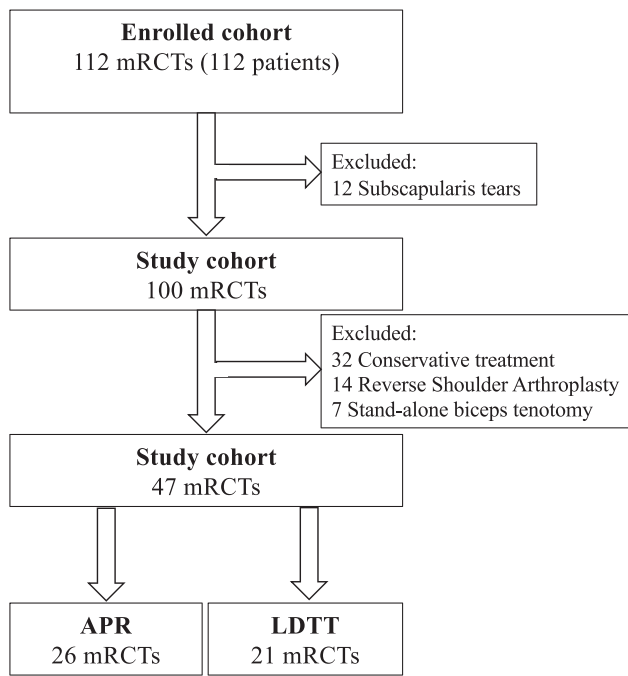 Enrolled cohort
112 mRCTs (112 patients)
Excluded:
12 Subscapularis tears
Study cohort
100 mRCTs
Excluded:
32 Conservative treatment
14 Reverse Shoulder Arthroplasty
7 Stand-alone biceps tenotomy
Study cohort
47 mRCTs
APR
26 mRCTs
LDTT
21 mRCTs